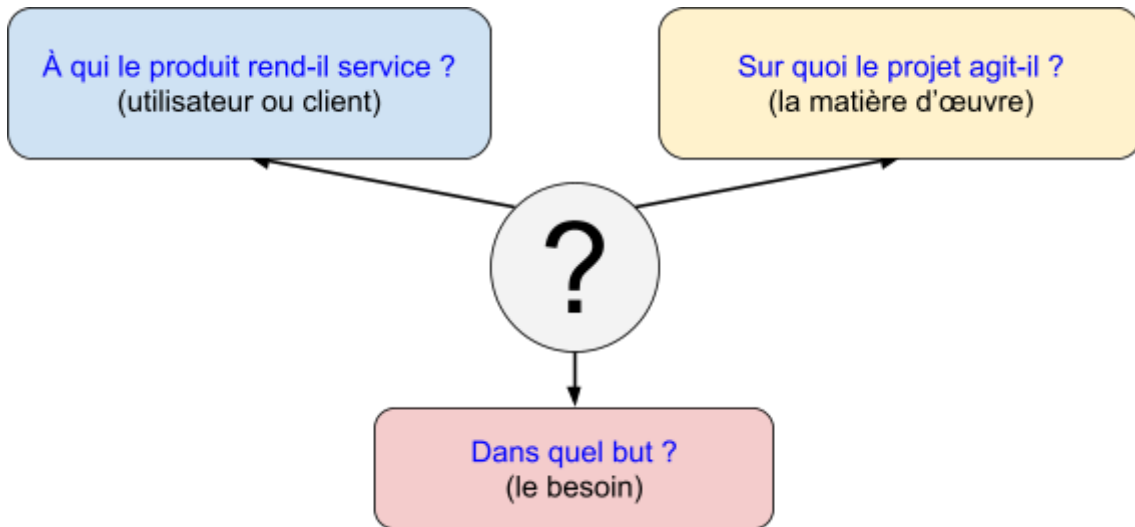 À qui le produit rend-il service ?
(utilisateur ou client)
Sur quoi le projet agit-il ?
(la matière d’œuvre)
?
Dans quel but ?
(le besoin)